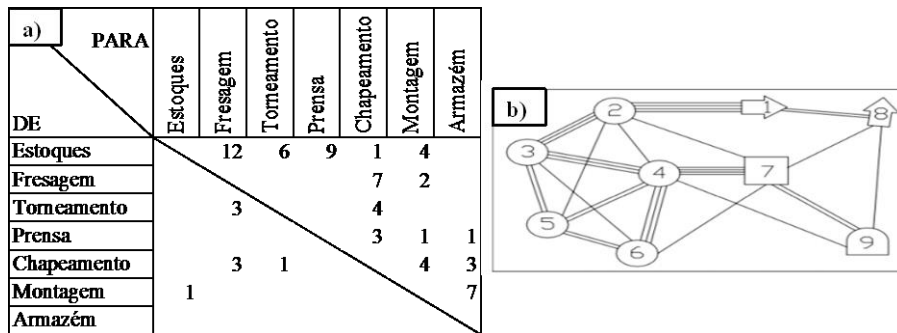 a)
PARA
Estoques
Fresagem
Torneamento
Prensa
Chapeamento
Montagem
Armazém
DE
Estoques 12 6 9 1 4
Fresagem 7 2
Torneamento 3 4
Prensa 3 1 1
Chapeamento 3 1 4 3
Montagem 1 7
Armazém
b)
2 1 8
3
4 7
5
6 9